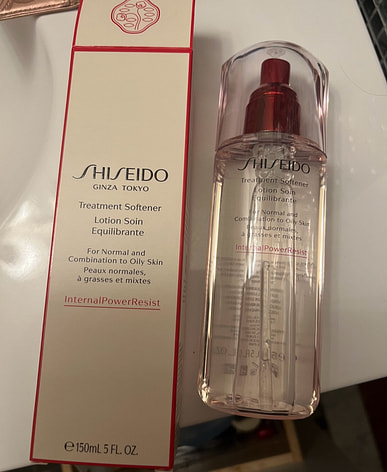 SHISEIDO
GINZA TOKYO
Treatment Softener
Lotion Soin
Equilibrante
For Normal and
Combination to Oily Skin
Peaux normales,
à grasses et mixtes
InternalPowerResist
℮ 150mL 5 FL. OZ.
SHISEIDO
Treatment Softener
Lotion Soin
Equilibrante
For Normal and
Combination to Oily Skin
Peaux normales,
à grasses et mixtes
InternalPowerResist